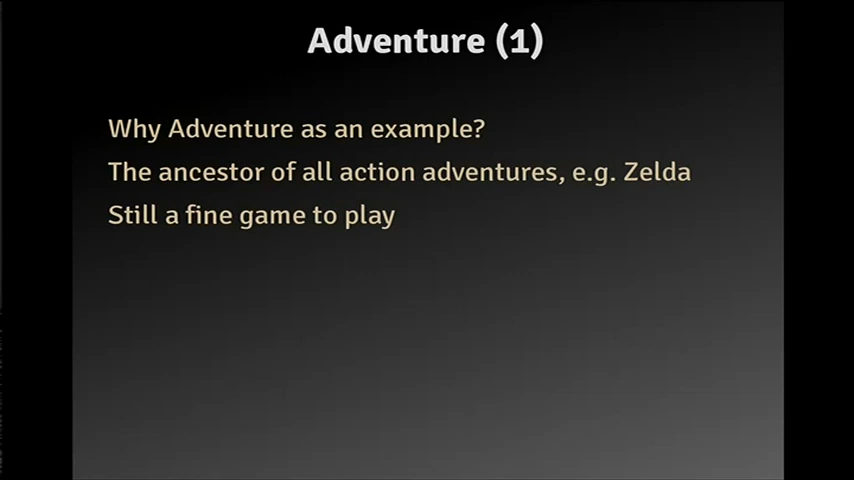 Adventure (1)
Why Adventure as an example?
The ancestor of all action adventures, e.g. Zelda
Still a fine game to play